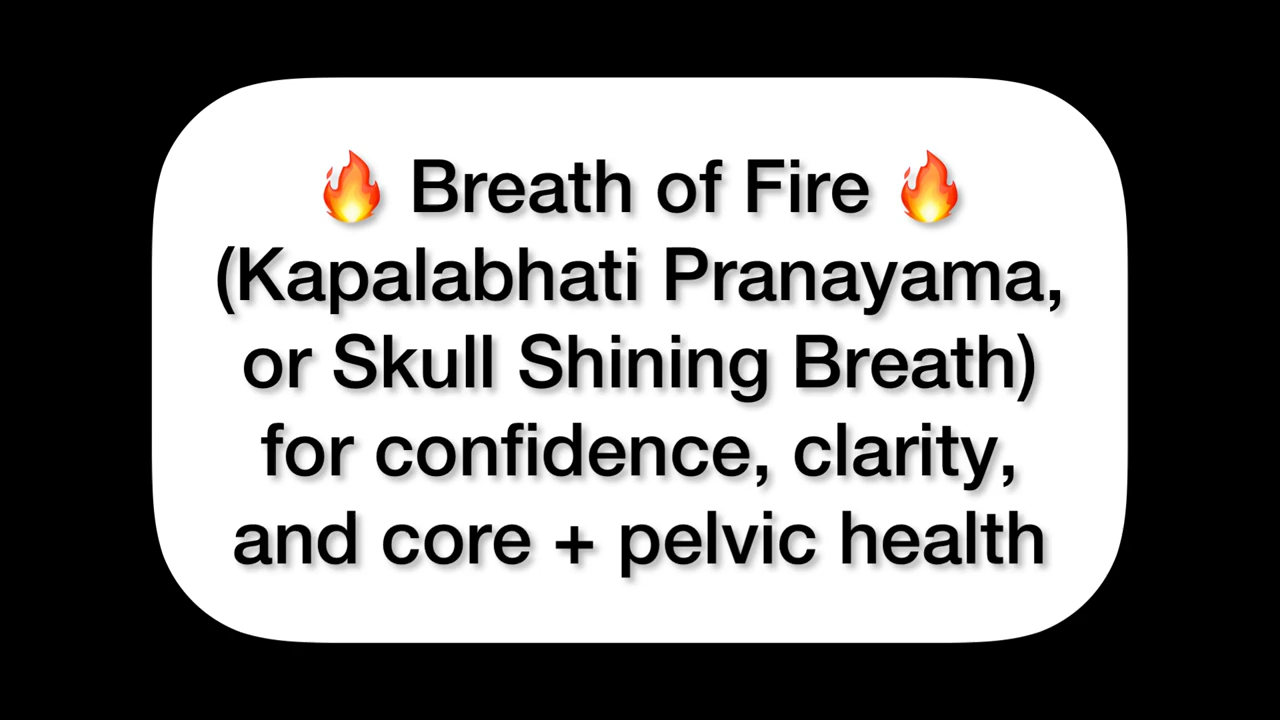 🔥 Breath of Fire 🔥
(Kapalabhati Pranayama,
or Skull Shining Breath)
for confidence, clarity,
and core + pelvic health